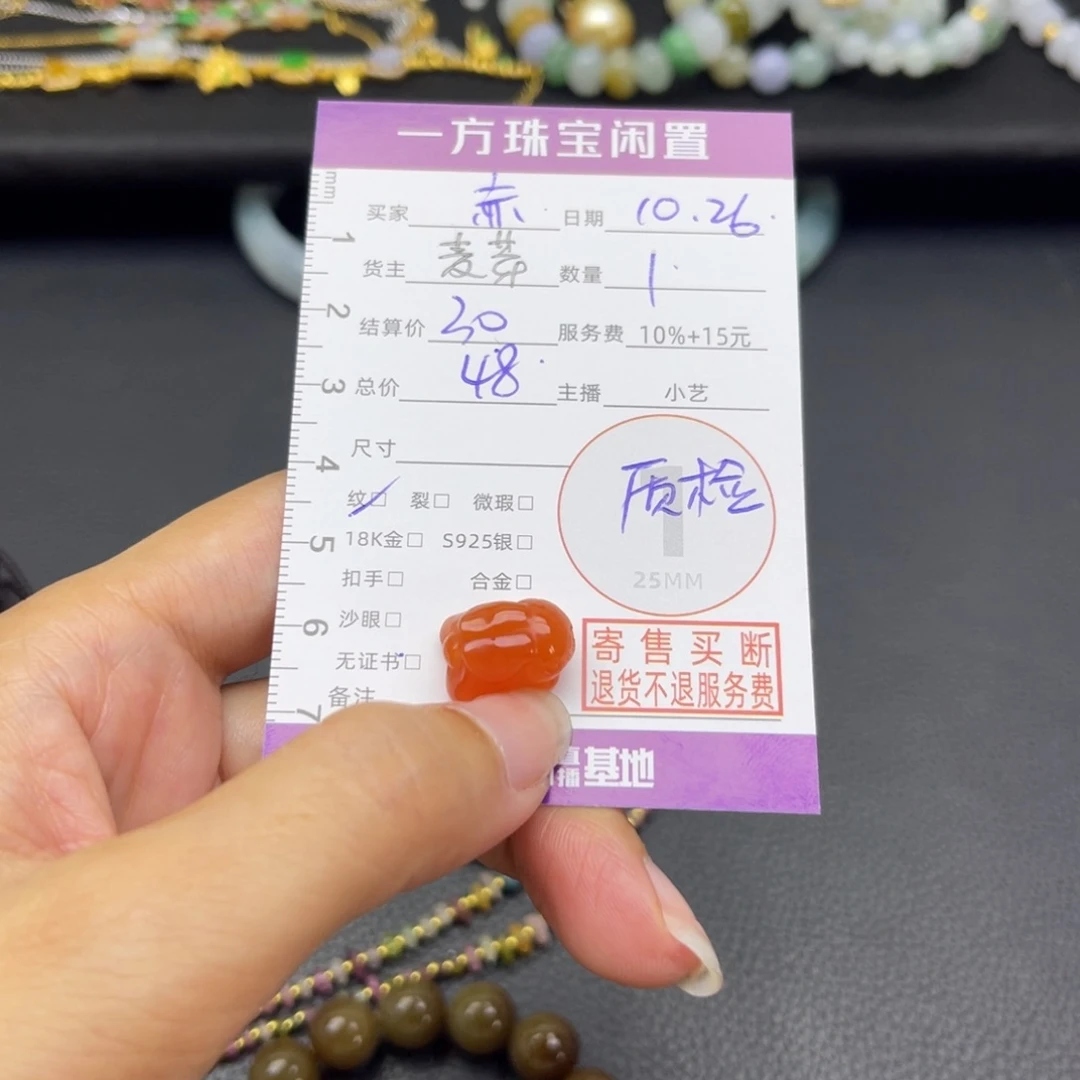 一方珠宝闲置
买家 赤 日期 10.26
货主 麦芽 数量 1
结算价 30 服务费 10%+15元
总价 48 主播 小艺
尺寸
纹□ 裂□ 微瑕□
18K金□ S925银□
扣手□ 合金□
沙眼□
无证书□
备注
质检
1
25MM
寄售买断
退货不退服务费
播基地
mm
1
2
3
4
5
6
7